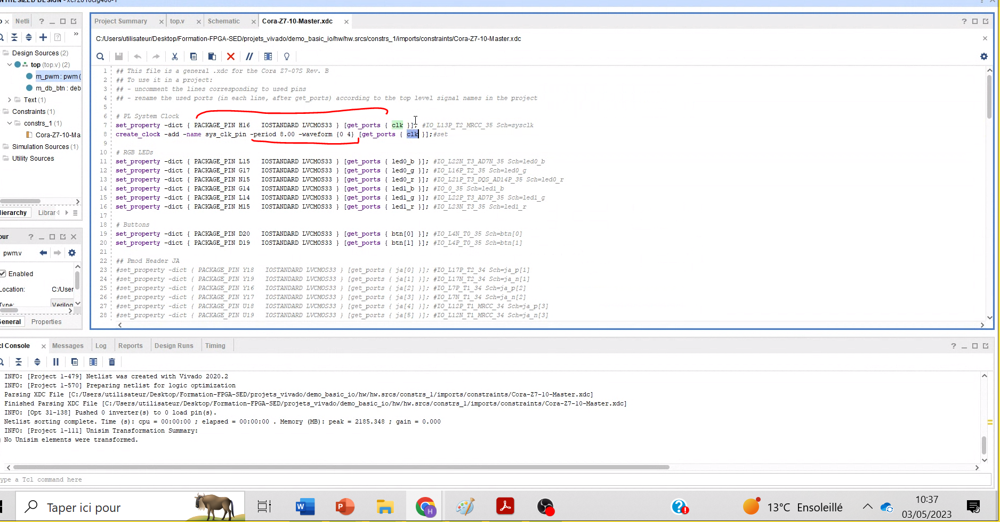 Project Summary
top.v
Schematic
Cora-Z7-10-Master.xdc
C:/Users/utilisateur/Desktop/Formation-FPGA-SED/projets_vivado/demo_basic_io/hw/hw.srcs/constrs_1/imports/constraints/Cora-Z7-10-Master.xdc
Netli
Design Sources (2)
top (top.v) (2)
m_pwm : pwm (
m_db_btn : deb
Text (1)
Constraints (1)
constrs_1 (1)
Cora-Z7-10-Ma
Simulation Sources
Utility Sources
Hierarchy
Librar
pwm.v
Enabled
Location: C:/User
Type: Verilog
General
Properties
1 ## This file is a general .xdc for the Cora Z7-07S Rev. B
2 ## To use it in a project:
3 ## - uncomment the lines corresponding to used pins
4 ## - rename the used ports (in each line, after get_ports) according to the top level signal names in the project
5
6 # PL System Clock
7 set_property -dict { PACKAGE_PIN H16 IOSTANDARD LVCMOS33 } [get_ports { clk }]; #IO_L13P_T2_MRCC_35 Sch=sysclk
8 create_clock -add -name sys_clk_pin -period 8.00 -waveform {0 4} [get_ports { clk }];#set
9
10 # RGB LEDs
11 set_property -dict { PACKAGE_PIN L15 IOSTANDARD LVCMOS33 } [get_ports { led0_b }]; #IO_L22N_T3_AD7N_35 Sch=led0_b
12 set_property -dict { PACKAGE_PIN G17 IOSTANDARD LVCMOS33 } [get_ports { led0_g }]; #IO_L16P_T2_35 Sch=led0_g
13 set_property -dict { PACKAGE_PIN N15 IOSTANDARD LVCMOS33 } [get_ports { led0_r }]; #IO_L21P_T3_DQS_AD14P_35 Sch=led0_r
14 set_property -dict { PACKAGE_PIN G14 IOSTANDARD LVCMOS33 } [get_ports { led1_b }]; #IO_0_35 Sch=led1_b
15 set_property -dict { PACKAGE_PIN L14 IOSTANDARD LVCMOS33 } [get_ports { led1_g }]; #IO_L22P_T3_AD7P_35 Sch=led1_g
16 set_property -dict { PACKAGE_PIN M15 IOSTANDARD LVCMOS33 } [get_ports { led1_r }]; #IO_L23N_T3_35 Sch=led1_r
17
18 # Buttons
19 set_property -dict { PACKAGE_PIN D20 IOSTANDARD LVCMOS33 } [get_ports { btn[0] }]; #IO_L4N_T0_35 Sch=btn[0]
20 set_property -dict { PACKAGE_PIN D19 IOSTANDARD LVCMOS33 } [get_ports { btn[1] }]; #IO_L4P_T0_35 Sch=btn[1]
21
22 ## Pmod Header JA
23 #set_property -dict { PACKAGE_PIN Y18 IOSTANDARD LVCMOS33 } [get_ports { ja[0] }]; #IO_L17P_T2_34 Sch=ja_p[1]
24 #set_property -dict { PACKAGE_PIN Y19 IOSTANDARD LVCMOS33 } [get_ports { ja[1] }]; #IO_L17N_T2_34 Sch=ja_n[1]
25 #set_property -dict { PACKAGE_PIN Y16 IOSTANDARD LVCMOS33 } [get_ports { ja[2] }]; #IO_L7P_T1_34 Sch=ja_p[2]
26 #set_property -dict { PACKAGE_PIN Y17 IOSTANDARD LVCMOS33 } [get_ports { ja[3] }]; #IO_L7N_T1_34 Sch=ja_n[2]
27 #set_property -dict { PACKAGE_PIN U18 IOSTANDARD LVCMOS33 } [get_ports { ja[4] }]; #IO_L12P_T1_MRCC_34 Sch=ja_p[3]
28 #set_property -dict { PACKAGE_PIN U19 IOSTANDARD LVCMOS33 } [get_ports { ja[5] }]; #IO_L12N_T1_MRCC_34 Sch=ja_n[3]
cl Console
Messages
Log
Reports
Design Runs
Timing
INFO: [Project 1-479] Netlist was created with Vivado 2020.2
INFO: [Project 1-570] Preparing netlist for logic optimization
Parsing XDC File [C:/Users/utilisateur/Desktop/Formation-FPGA-SED/projets_vivado/demo_basic_io/hw/hw.srcs/constrs_1/imports/constraints/Cora-Z7-10-Master.xdc]
Finished Parsing XDC File [C:/Users/utilisateur/Desktop/Formation-FPGA-SED/projets_vivado/demo_basic_io/hw/hw.srcs/constrs_1/imports/constraints/Cora-Z7-10-Master.xdc]
INFO: [Opt 31-138] Pushed 0 inverter(s) to 0 load pin(s).
Netlist sorting complete. Time (s): cpu = 00:00:00 ; elapsed = 00:00:00 . Memory (MB): peak = 2185.348 ; gain = 0.000
INFO: [Project 1-111] Unisim Transformation Summary:
No Unisim elements were transformed.
ype a Tcl command here
Taper ici pour
13°C Ensoleillé
10:37
03/05/2023